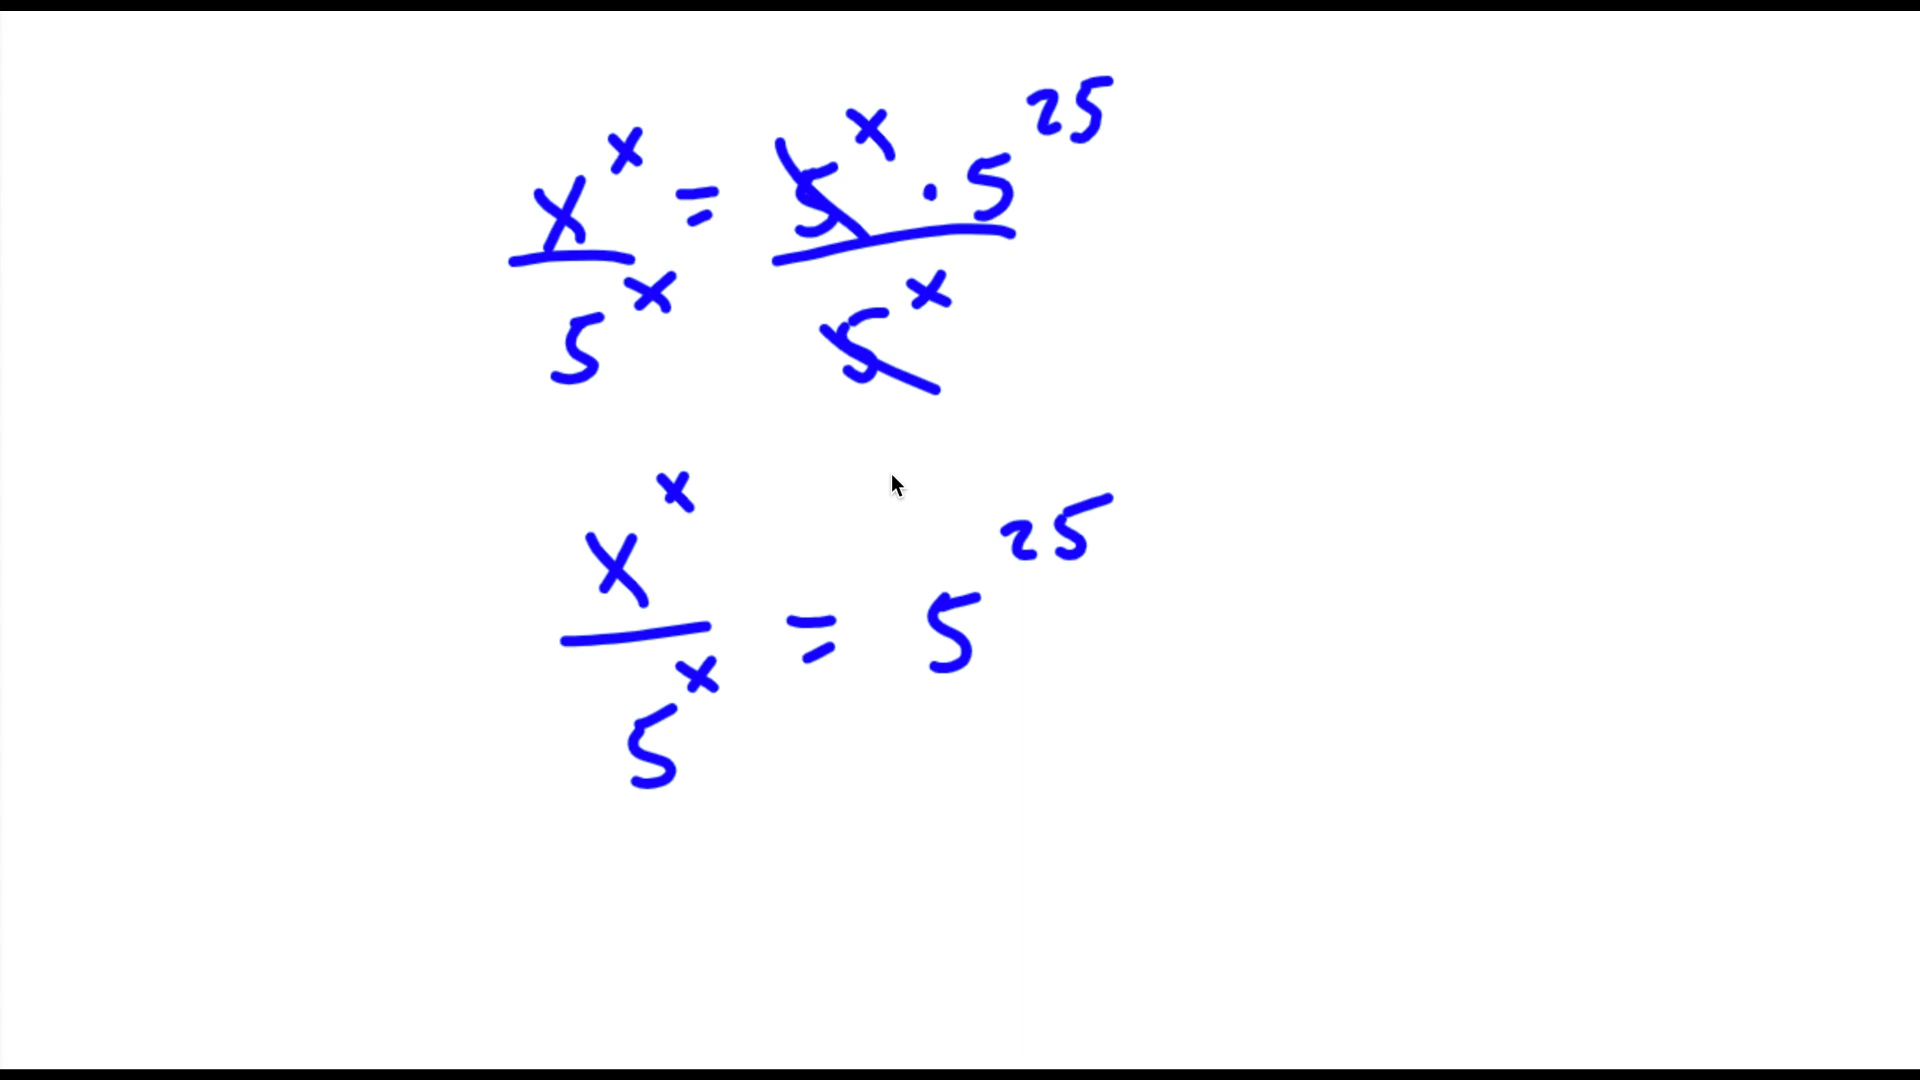 x^x / 5^x = 5^x · 5^25 / 5^x
x^x / 5^x = 5^25